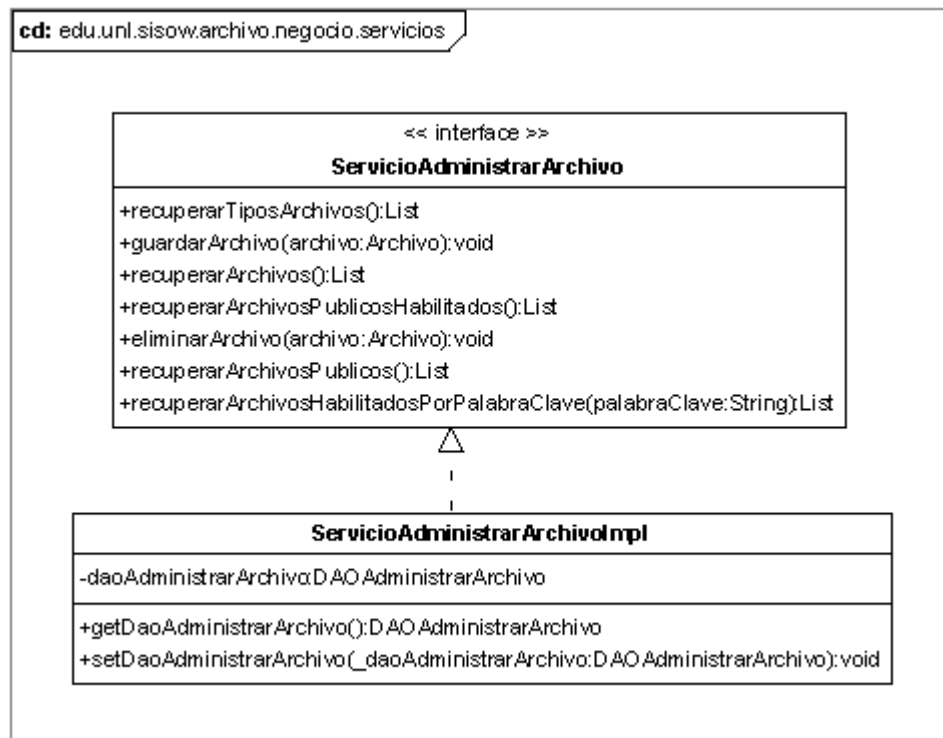 cd: edu.unl.sisow.archivo.negocio.servicios
<< interface >>
ServicioAdministrarArchivo
+recuperarTiposArchivos():List
+guardarArchivo(archivo:Archivo):void
+recuperarArchivos():List
+recuperarArchivosPublicosHabilitados():List
+eliminarArchivo(archivo:Archivo):void
+recuperarArchivosPublicos():List
+recuperarArchivosHabilitadosPorPalabraClave(palabraClave:String):List
ServicioAdministrarArchivoImpl
-daoAdministrarArchivo:DAOAdministrarArchivo
+getDaoAdministrarArchivo():DAOAdministrarArchivo
+setDaoAdministrarArchivo(_daoAdministrarArchivo:DAOAdministrarArchivo):void